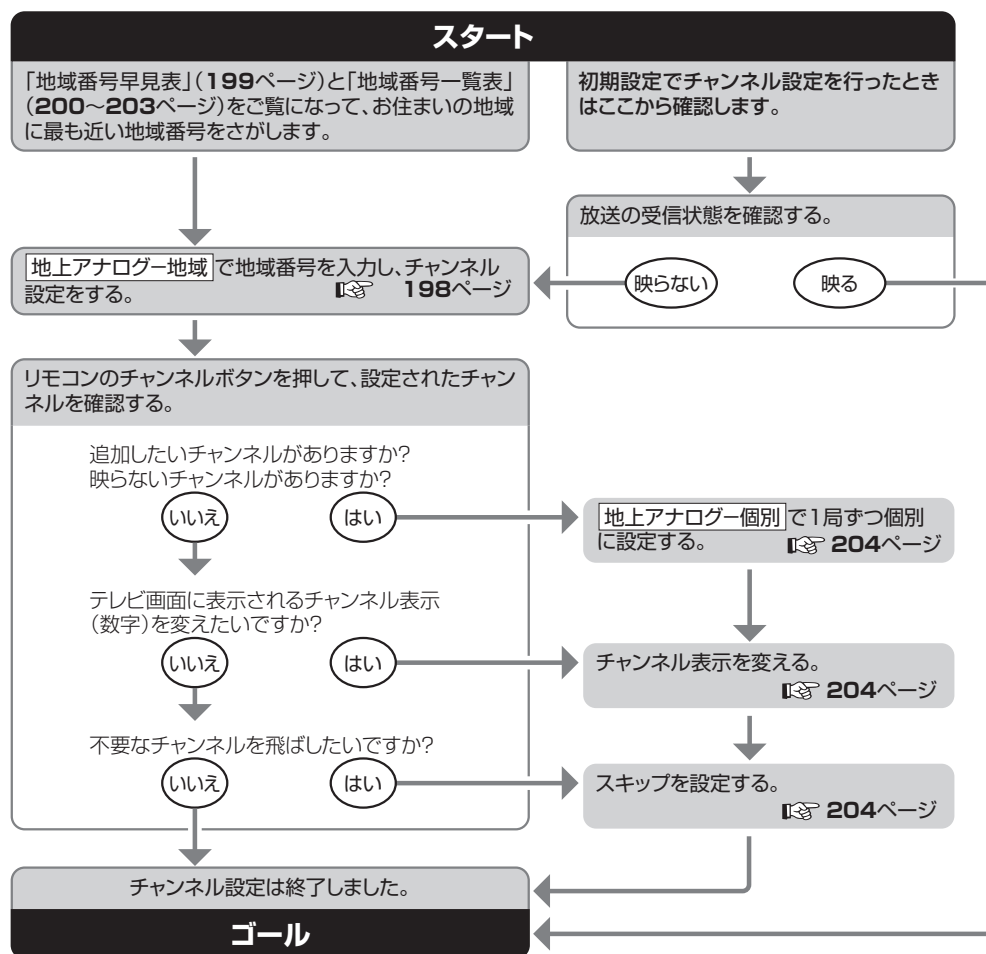 スタート
「地域番号早見表」(199ページ)と「地域番号一覧表」
(200～203ページ)をご覧になって、お住まいの地域
に最も近い地域番号をさがします。
初期設定でチャンネル設定を行ったとき
はここから確認します。
放送の受信状態を確認する。
映らない
映る
地上アナログー地域 で地域番号を入力し、チャンネル
設定をする。 198ページ
リモコンのチャンネルボタンを押して、設定されたチャン
ネルを確認する。
追加したいチャンネルがありますか?
映らないチャンネルがありますか?
いいえ
はい
地上アナログー個別 で1局ずつ個別
に設定する。 204ページ
テレビ画面に表示されるチャンネル表示
(数字)を変えたいですか?
いいえ
はい
チャンネル表示を変える。
204ページ
不要なチャンネルを飛ばしたいですか?
いいえ
はい
スキップを設定する。
204ページ
チャンネル設定は終了しました。
ゴール